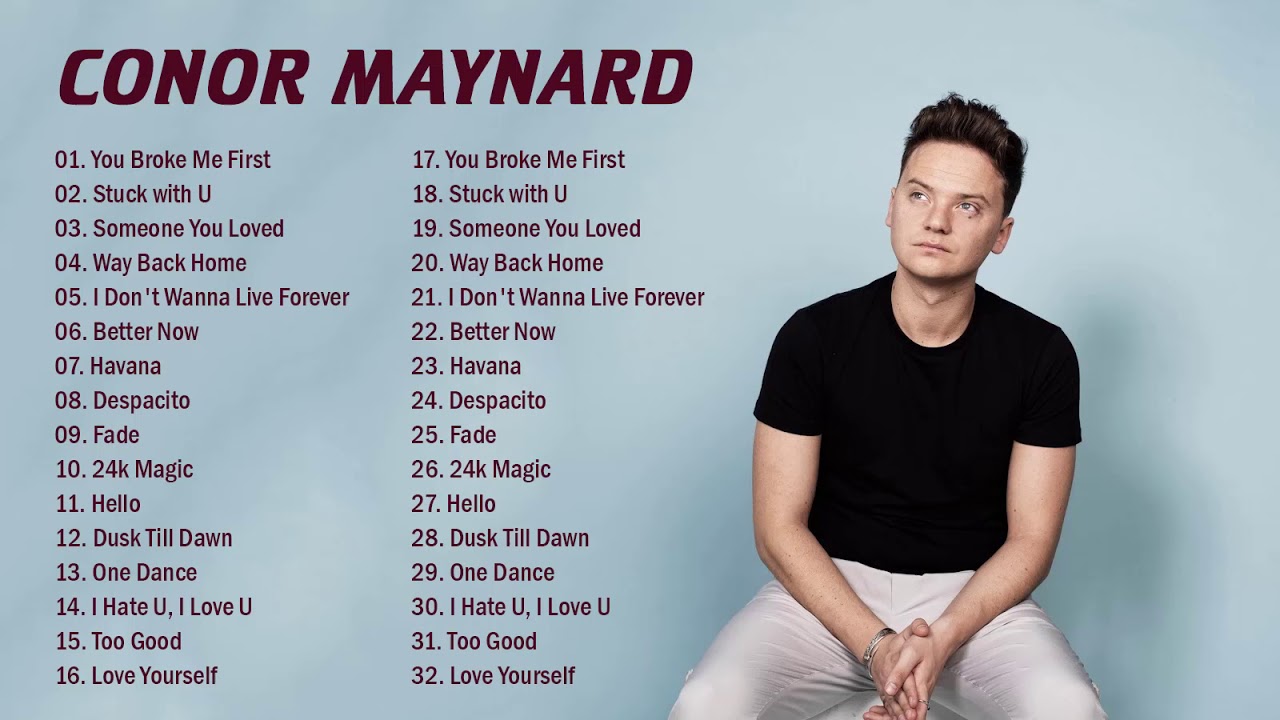 CONOR MAYNARD
01. You Broke Me First
02. Stuck with U
03. Someone You Loved
04. Way Back Home
05. I Don't Wanna Live Forever
06. Better Now
07. Havana
08. Despacito
09. Fade
10. 24k Magic
11. Hello
12. Dusk Till Dawn
13. One Dance
14. I Hate U, I Love U
15. Too Good
16. Love Yourself
17. You Broke Me First
18. Stuck with U
19. Someone You Loved
20. Way Back Home
21. I Don't Wanna Live Forever
22. Better Now
23. Havana
24. Despacito
25. Fade
26. 24k Magic
27. Hello
28. Dusk Till Dawn
29. One Dance
30. I Hate U, I Love U
31. Too Good
32. Love Yourself